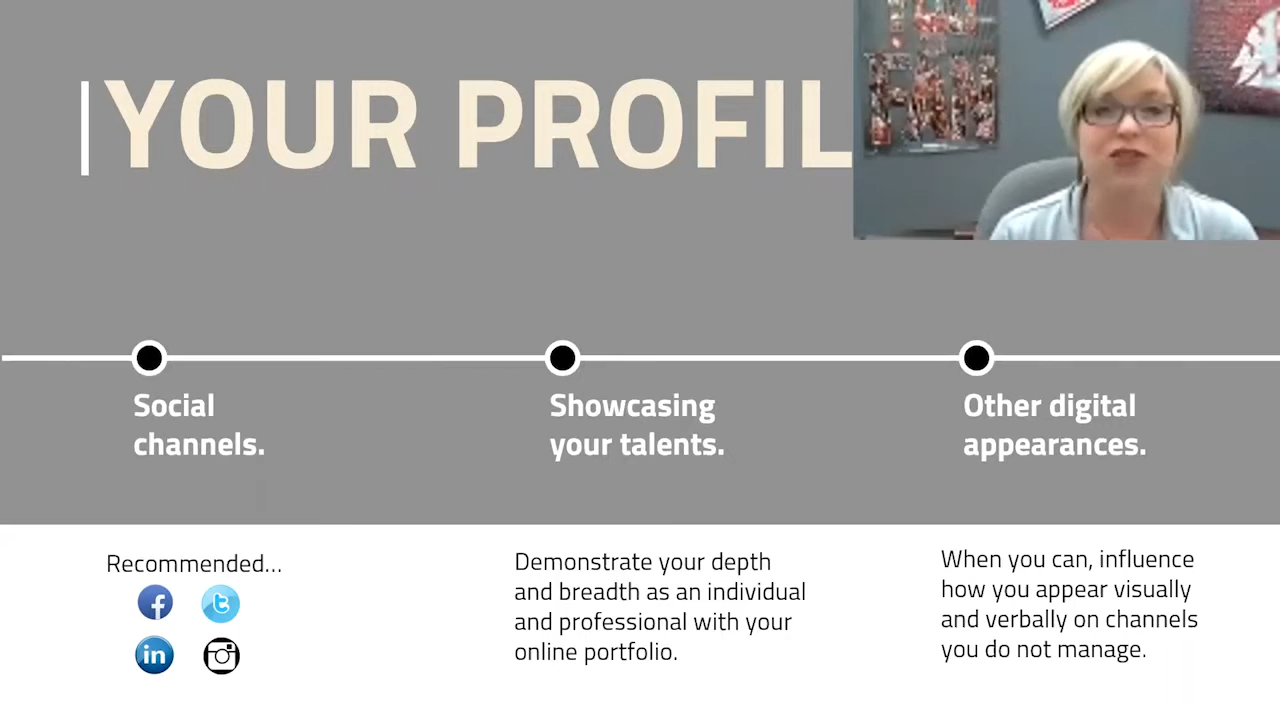 YOUR PROFIL
Social
channels.
Showcasing
your talents.
Other digital
appearances.
Recommended...
in
Demonstrate your depth
and breadth as an individual
and professional with your
online portfolio.
When you can, influence
how you appear visually
and verbally on channels
you do not manage.